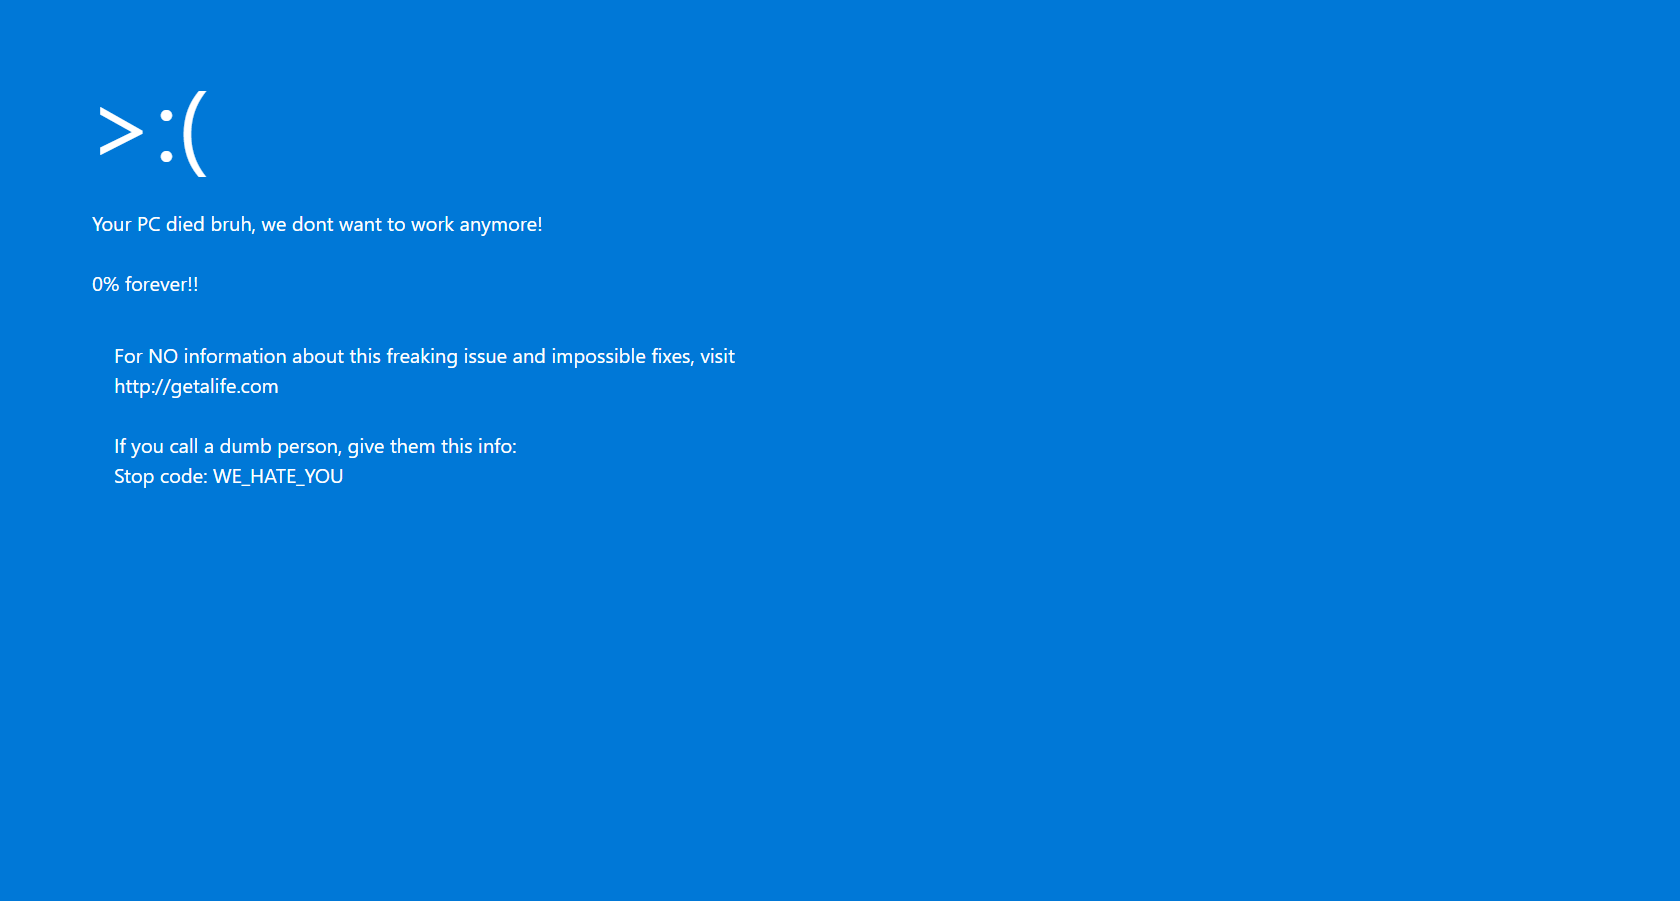 >:(
Your PC died bruh, we dont want to work anymore!
0% forever!!
For NO information about this freaking issue and impossible fixes, visit
http://getalife.com
If you call a dumb person, give them this info:
Stop code: WE_HATE_YOU